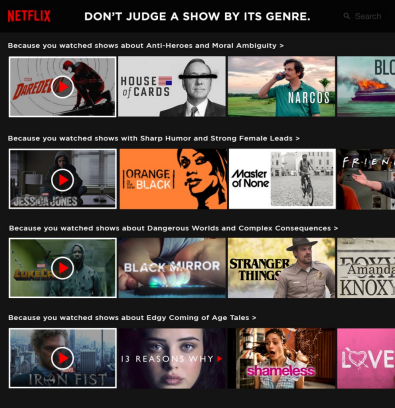 NETFLIX
DON'T JUDGE A SHOW BY ITS GENRE.
Search
Because you watched shows about Anti-Heroes and Moral Ambiguity >
DAREDEVIL
HOUSE of CARDS
NARCOS
BLO
Because you watched shows with Sharp Humor and Strong Female Leads >
JESSICA JONES
ORANGE IS THE NEW BLACK
Master of None
FRIEN
Because you watched shows about Dangerous Worlds and Complex Consequences >
LUKE CAGE
BLACK MIRROR
STRANGER THINGS
FOXY
Amanda
KNOXY
Because you watched shows about Edgy Coming of Age Tales >
IRON FIST
13 REASONS WHY
shameless
LOVE